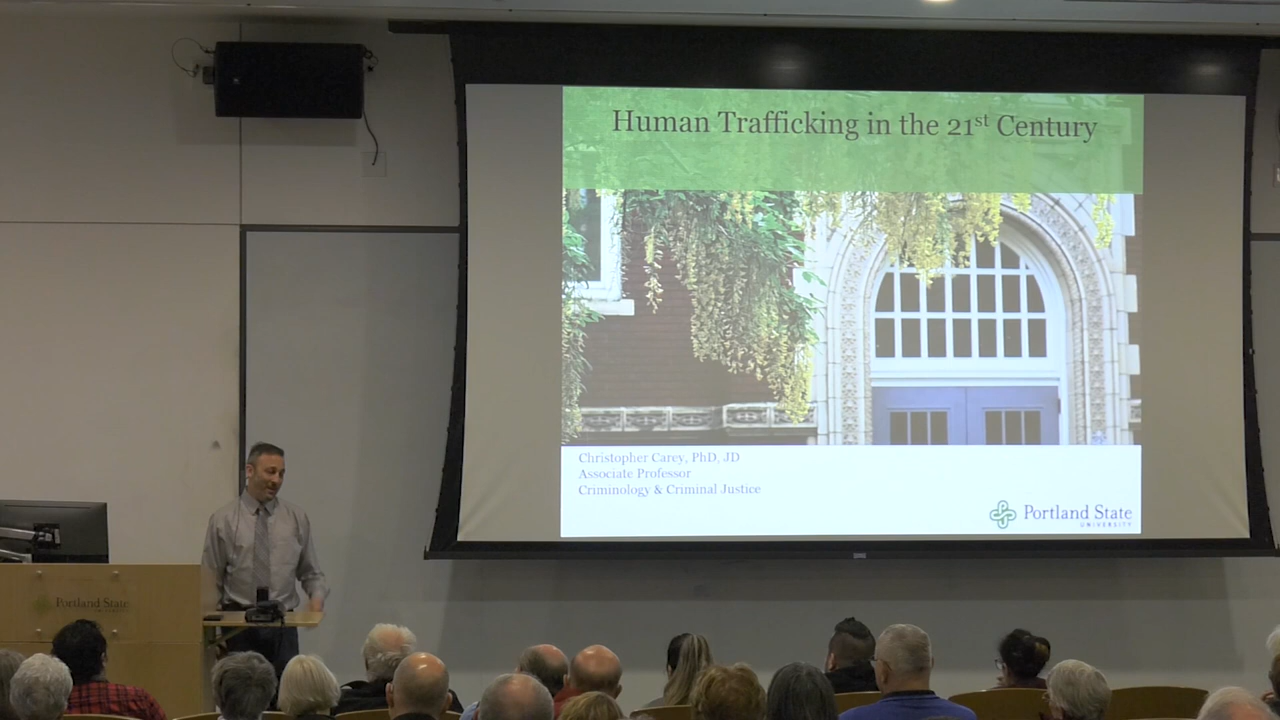 Human Trafficking in the 21st Century
Christopher Carey, PhD, JD
Associate Professor
Criminology & Criminal Justice
Portland State
UNIVERSITY
Portland State
UNIVERSITY